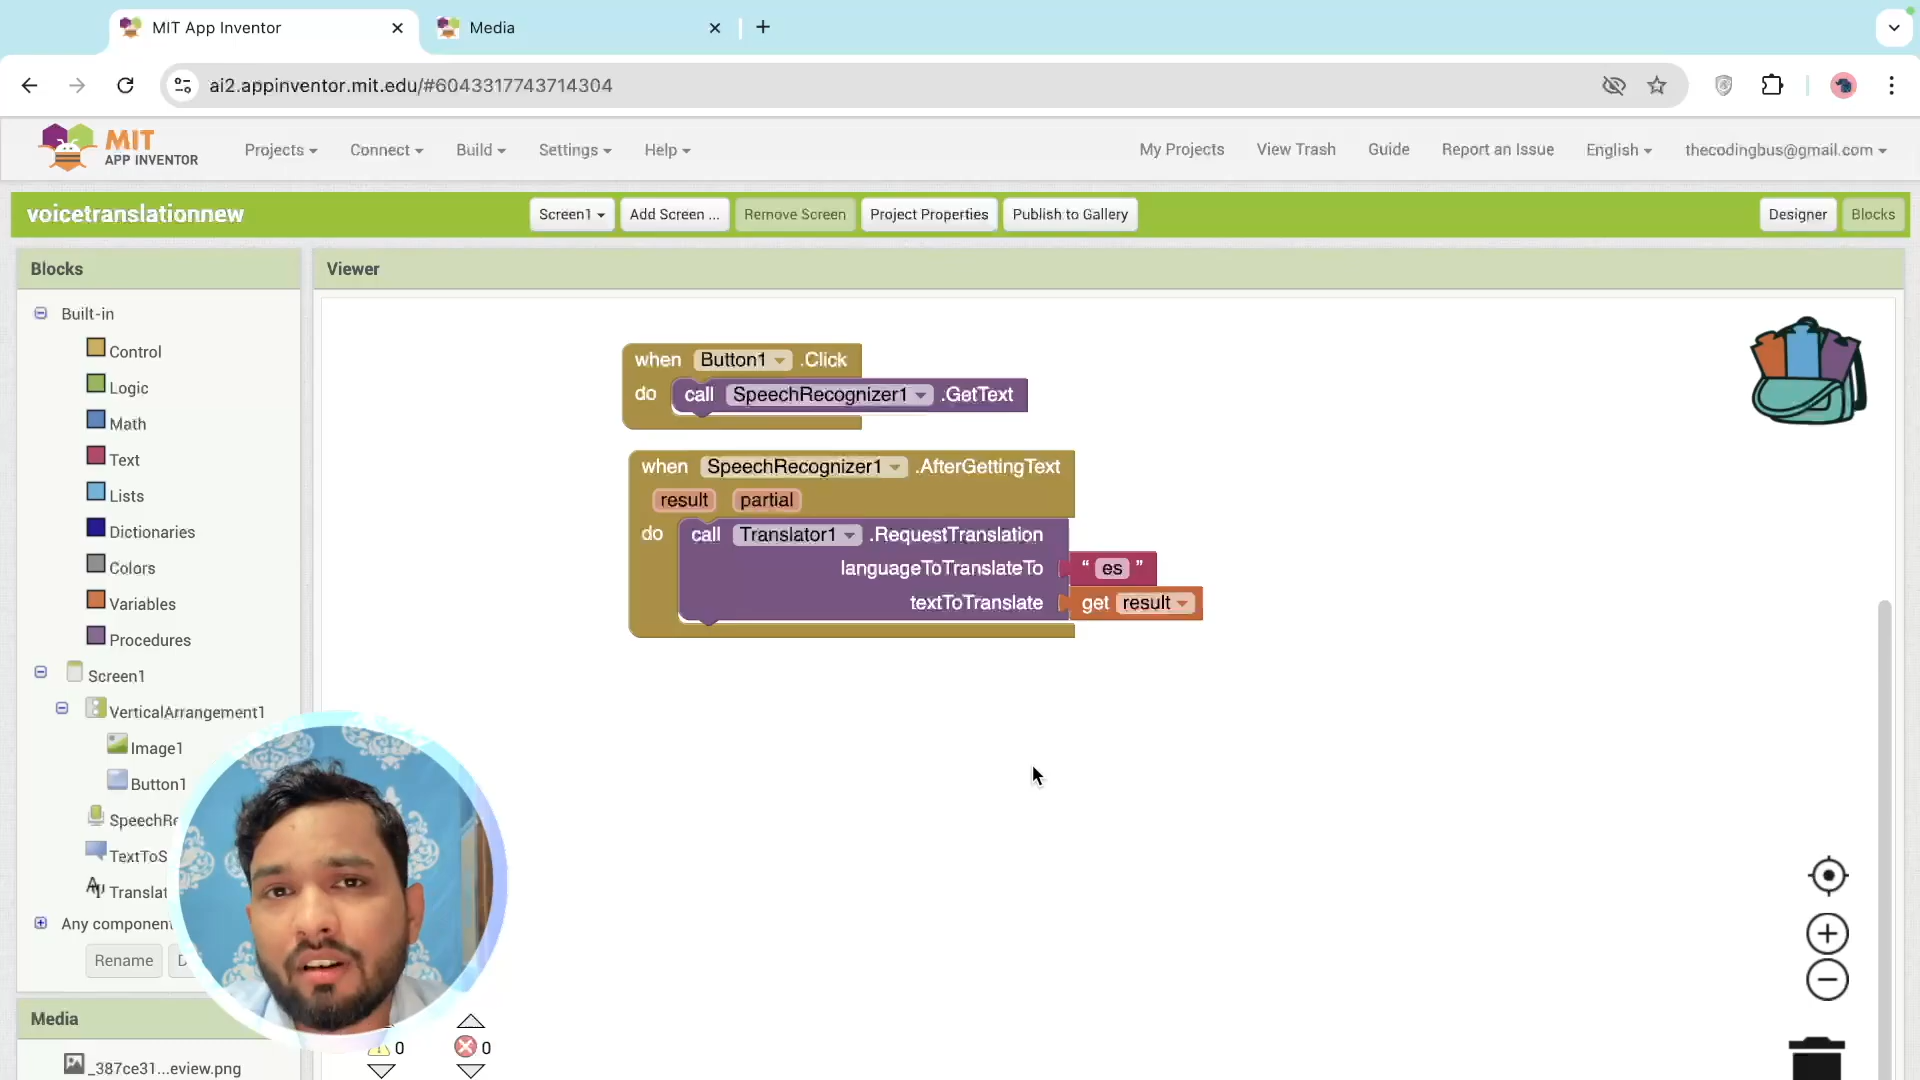 MIT App Inventor
Media
ai2.appinventor.mit.edu/#6043317743714304
MIT
APP INVENTOR
Projects
Connect
Build
Settings
Help
My Projects
View Trash
Guide
Report an Issue
English
thecodingbus@gmail.com
voicetranslationnew
Screen1
Add Screen ...
Remove Screen
Project Properties
Publish to Gallery
Designer
Blocks
Blocks
Viewer
Built-in
Control
Logic
Math
Text
Lists
Dictionaries
Colors
Variables
Procedures
Screen1
VerticalArrangement1
Image1
Button1
SpeechRe
TextToS
Translat
Any component
Rename
D
Media
_387ce31...eview.png
when Button1 .Click
do call SpeechRecognizer1 .GetText
when SpeechRecognizer1 .AfterGettingText
result partial
do call Translator1 .RequestTranslation
languageToTranslateTo " es "
textToTranslate get result
0
0